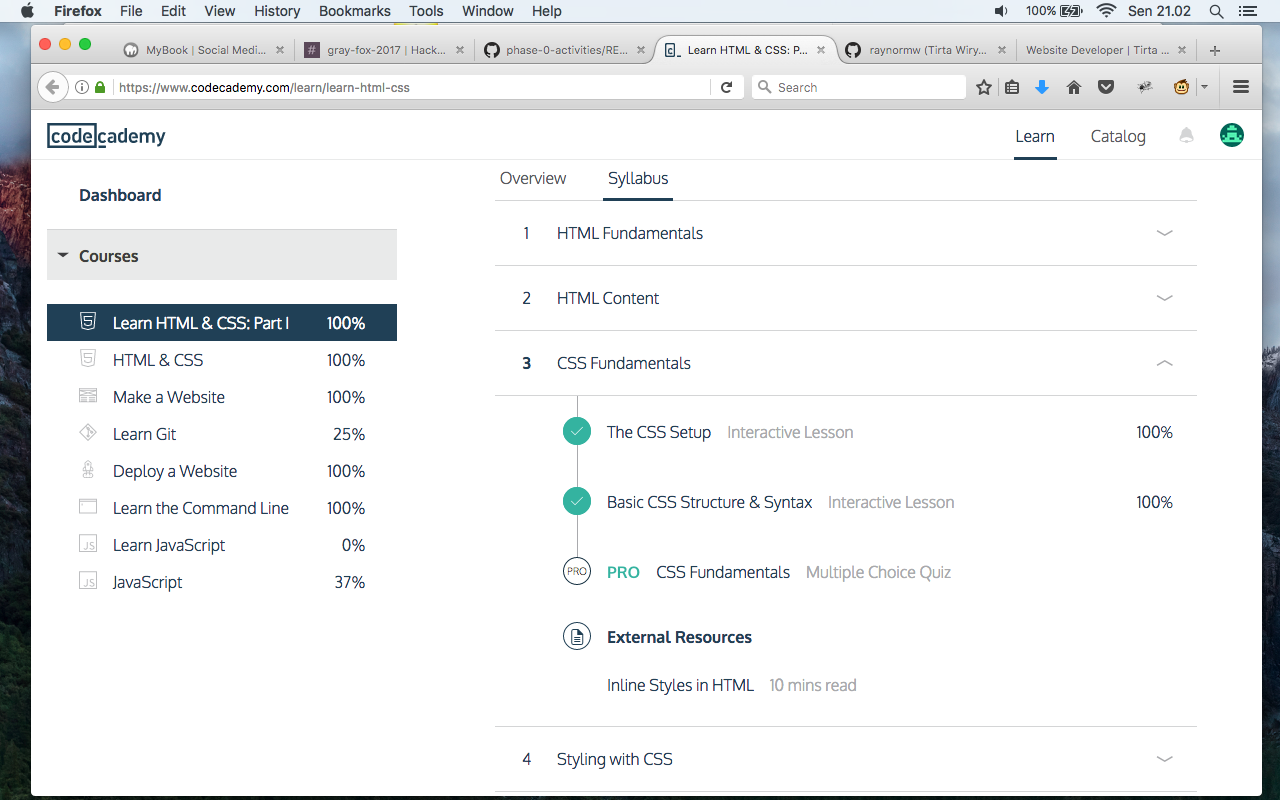 Firefox File Edit View History Bookmarks Tools Window Help 100% Sen 21.02
MyBook | Social Medi... # gray-fox-2017 | Hack... phase-0-activities/RE... c_ Learn HTML & CSS: P... raynormw (Tirta Wiry... Website Developer | Tirta ...
https://www.codecademy.com/learn/learn-html-css Search
codecademy Learn Catalog
Dashboard
Courses
Learn HTML & CSS: Part I 100%
HTML & CSS 100%
Make a Website 100%
Learn Git 25%
Deploy a Website 100%
Learn the Command Line 100%
JS Learn JavaScript 0%
JS JavaScript 37%
Overview Syllabus
1 HTML Fundamentals
2 HTML Content
3 CSS Fundamentals
The CSS Setup Interactive Lesson 100%
Basic CSS Structure & Syntax Interactive Lesson 100%
PRO PRO CSS Fundamentals Multiple Choice Quiz
External Resources
Inline Styles in HTML 10 mins read
4 Styling with CSS